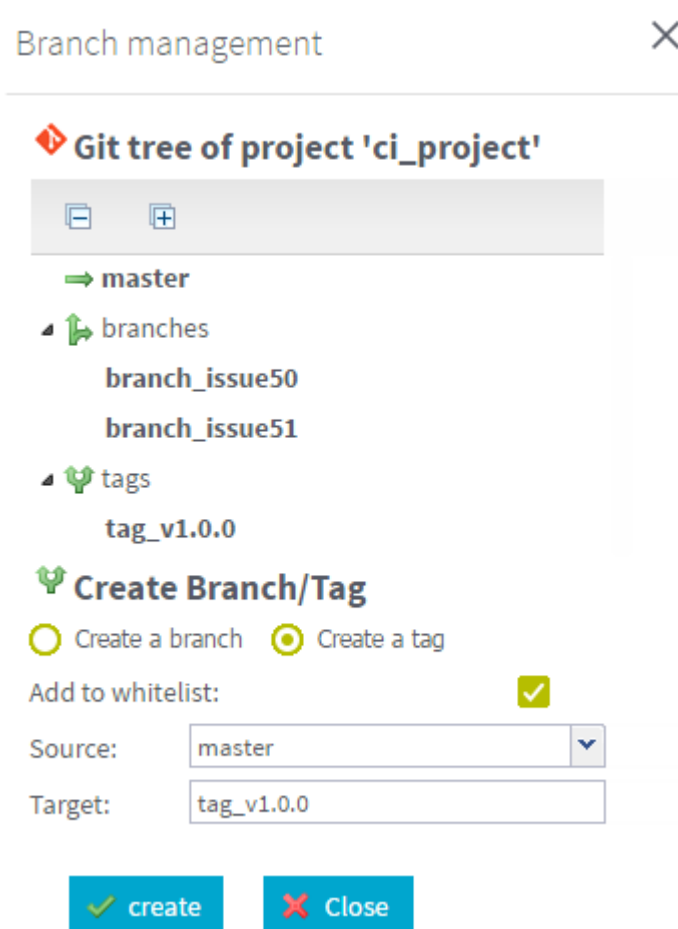 Branch management
Git tree of project 'ci_project'
master
branches
branch_issue50
branch_issue51
tags
tag_v1.0.0
Create Branch/Tag
Create a branch Create a tag
Add to whitelist:
Source: master
Target: tag_v1.0.0
create Close